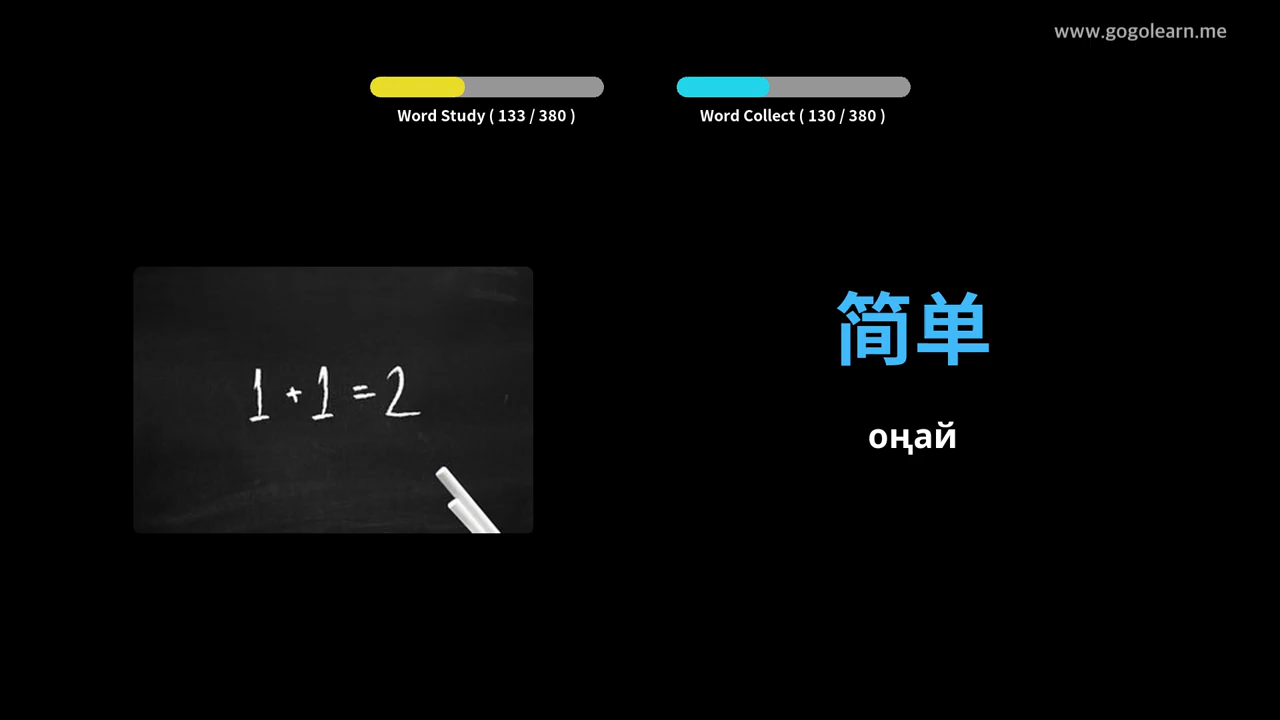 www.gogolearn.me
Word Study ( 133 / 380 )
Word Collect ( 130 / 380 )
1 + 1 = 2
简单
оңай